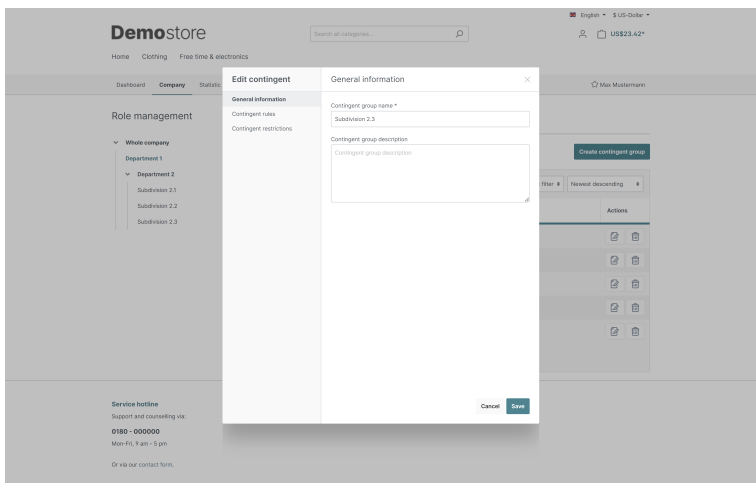 English
$ US-Dollar
Demostore
Search all categories...
US$23.42*
Home
Clothing
Free time & electronics
Dashboard
Company
Statistic
Max Mustermann
Role management
Whole company
Department 1
Department 2
Subdivision 2.1
Subdivision 2.2
Subdivision 2.3
Edit contingent
General information
Contingent rules
Contingent restrictions
General information
Contingent group name *
Subdivision 2.3
Contingent group description
Contingent group description
Cancel
Save
Create contingent group
filter
Newest descending
Actions
Service hotline
Support and counselling via:
0180 - 000000
Mon-Fri, 9 am - 5 pm
Or via our contact form.